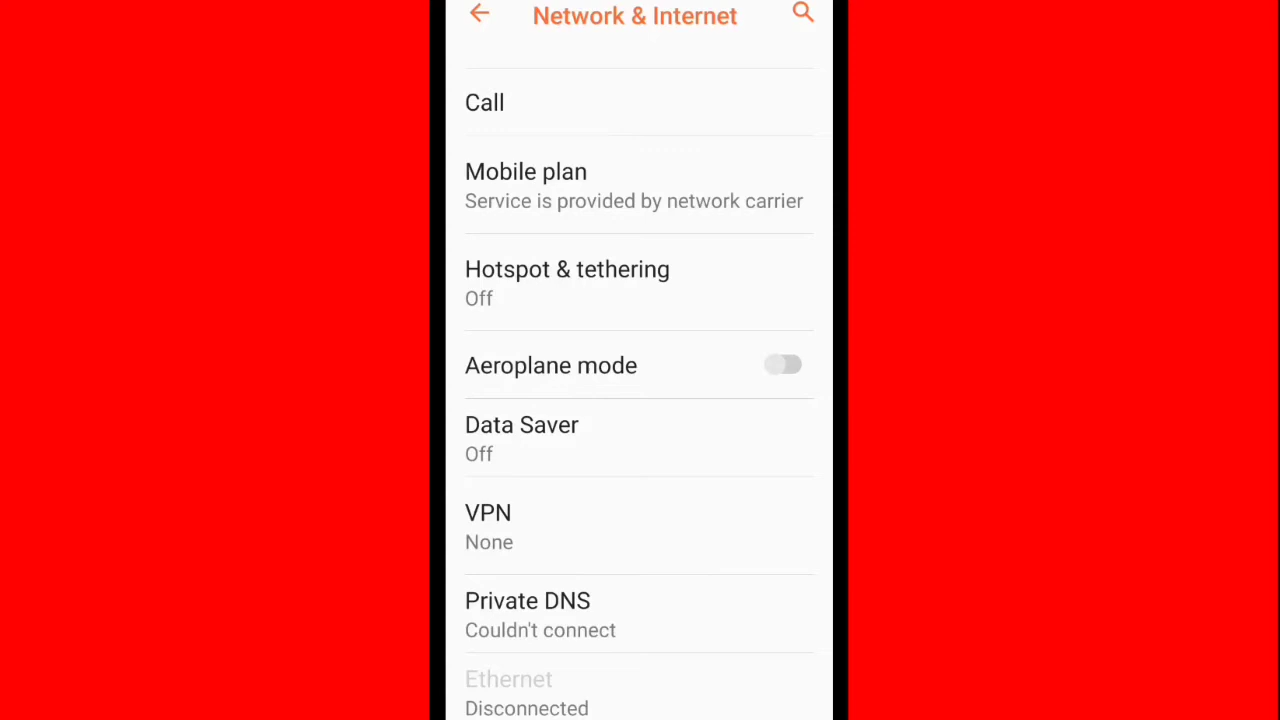 Network & Internet
Call
Mobile plan
Service is provided by network carrier
Hotspot & tethering
Off
Aeroplane mode
Data Saver
Off
VPN
None
Private DNS
Couldn't connect
Ethernet
Disconnected